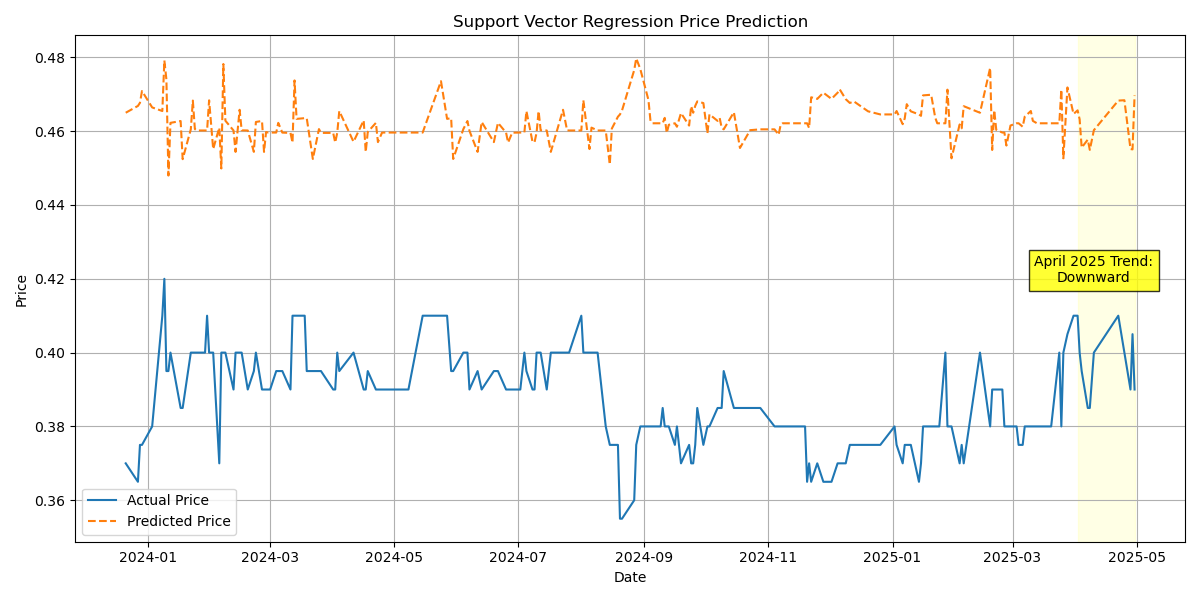 Support Vector Regression Price Prediction
Price
0.48
0.46
0.44
0.42
0.40
0.38
0.36
April 2025 Trend:
Downward
Actual Price
Predicted Price
2024-01
2024-03
2024-05
2024-07
2024-09
2024-11
2025-01
2025-03
2025-05
Date